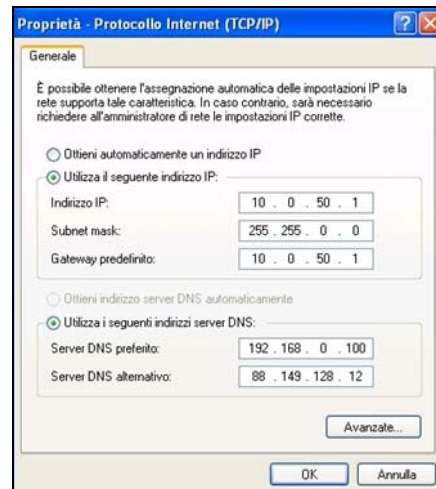 Proprietà - Protocollo Internet (TCP/IP)
Generale
È possibile ottenere l'assegnazione automatica delle impostazioni IP se la
rete supporta tale caratteristica. In caso contrario, sarà necessario
richiedere all'amministratore di rete le impostazioni IP corrette.
Ottieni automaticamente un indirizzo IP
Utilizza il seguente indirizzo IP:
Indirizzo IP: 10 . 0 . 50 . 1
Subnet mask: 255 . 255 . 0 . 0
Gateway predefinito: 10 . 0 . 50 . 1
Ottieni indirizzo server DNS automaticamente
Utilizza i seguenti indirizzi server DNS:
Server DNS preferito: 192 . 168 . 0 . 100
Server DNS alternativo: 88 . 149 . 128 . 12
Avanzate...
OK Annulla